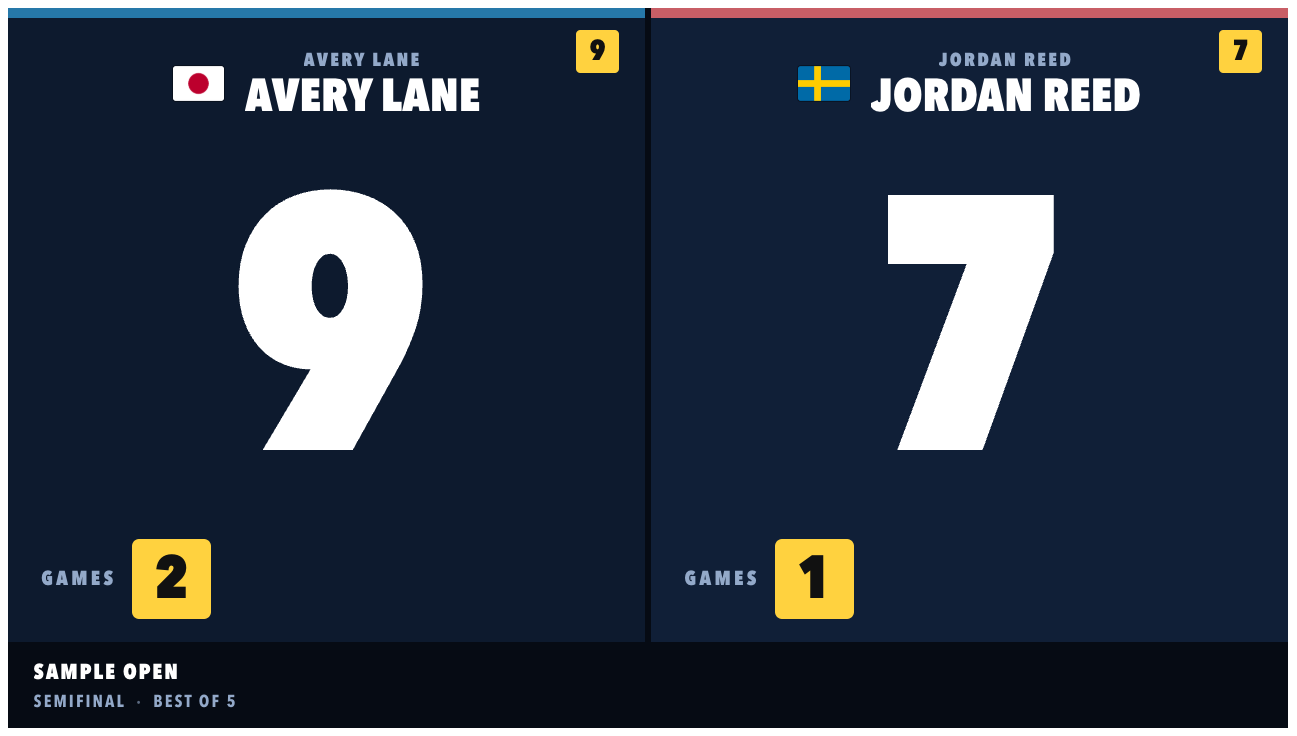 AVERY LANE
AVERY LANE
9
9
GAMES 2
JORDAN REED
JORDAN REED
7
7
GAMES 1
SAMPLE OPEN
SEMIFINAL · BEST OF 5